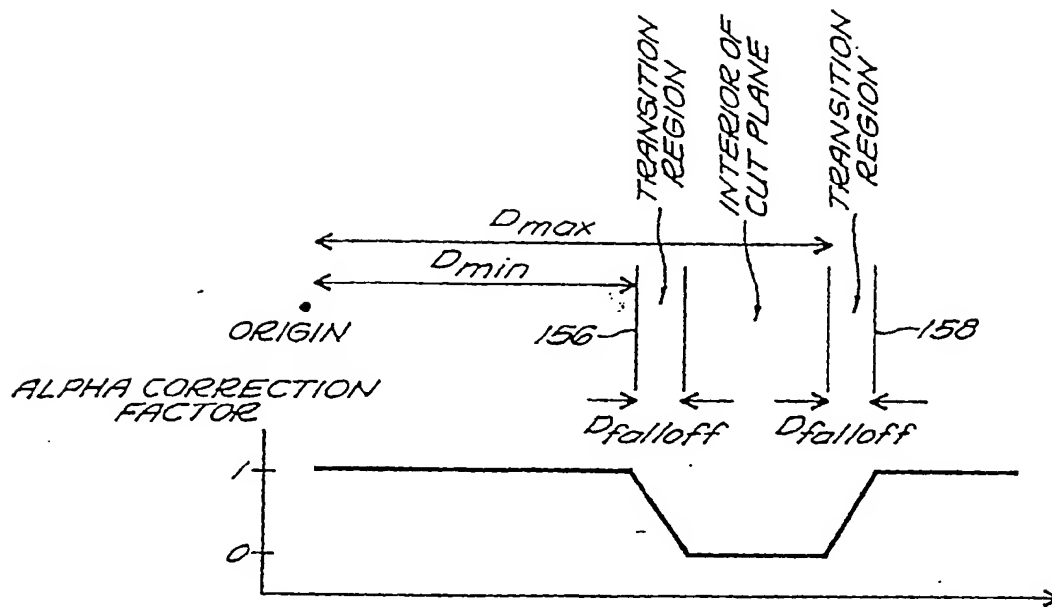 TRANSITION
REGION
INTERIOR OF
CUT PLANE
TRANSITION
REGION
Dmax
Dmin
ORIGIN
156
158
ALPHA CORRECTION
FACTOR
Dfalloff
Dfalloff
1
0